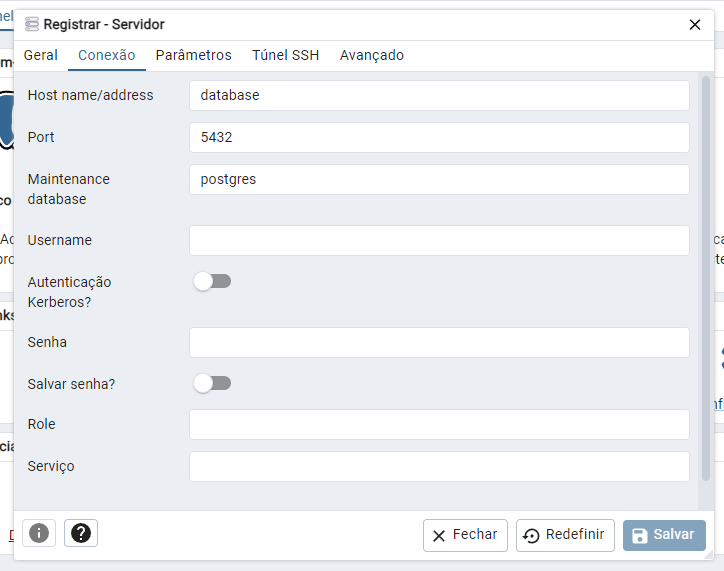 Registrar - Servidor
Geral Conexão Parâmetros Túnel SSH Avançado
Host name/address database
Port 5432
Maintenance database postgres
Username
Autenticação Kerberos?
Senha
Salvar senha?
Role
Serviço
Fechar Redefinir Salvar